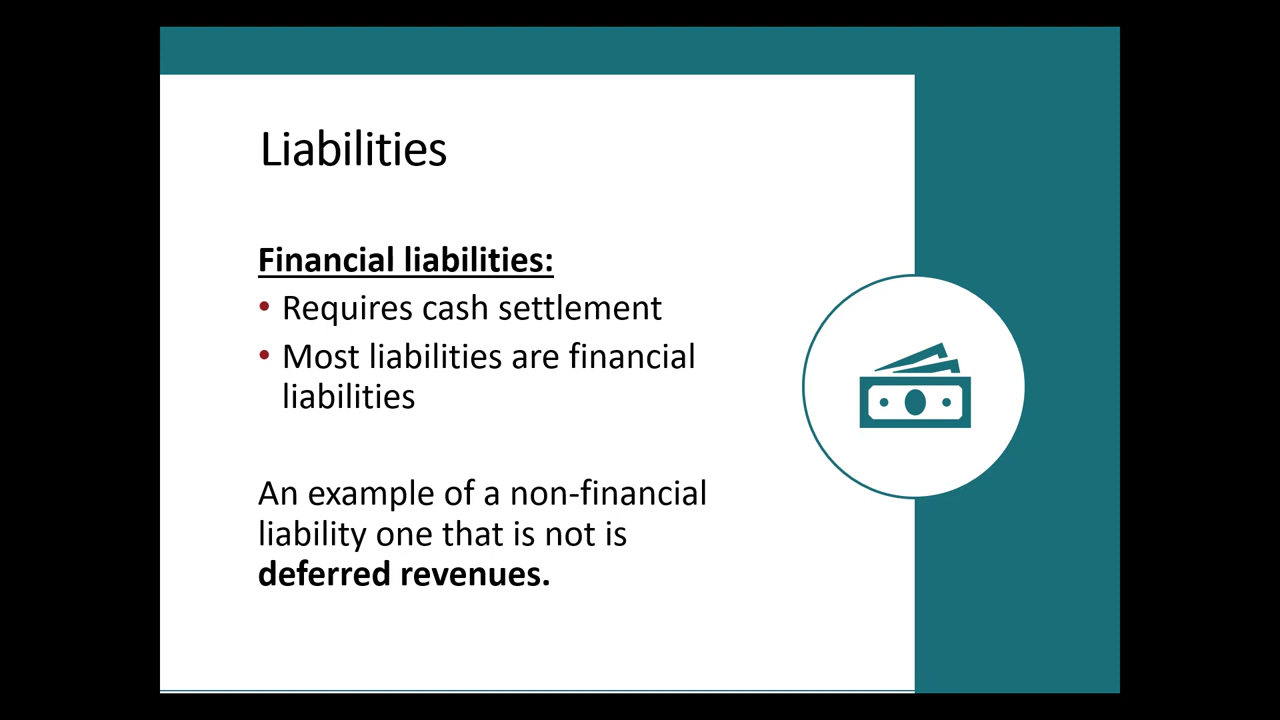 Liabilities
Financial liabilities:
• Requires cash settlement
• Most liabilities are financial
liabilities
An example of a non-financial
liability one that is not is
deferred revenues.